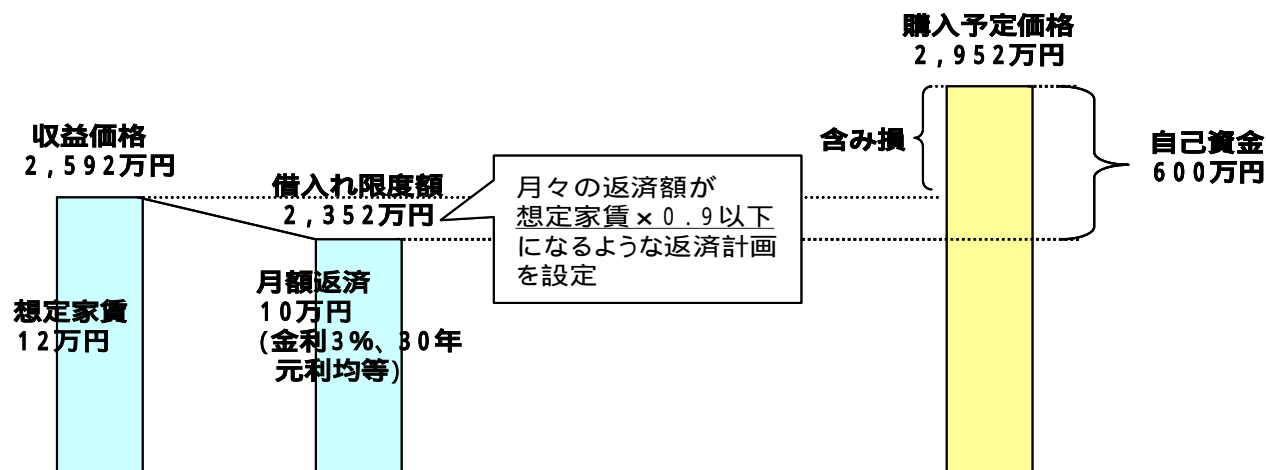 購入予定価格
2,952万円
収益価格
2,592万円
含み損
自己資金
600万円
借入れ限度額
2,352万円
月々の返済額が
想定家賃×0.9以下
になるような返済計画
を設定
想定家賃
12万円
月額返済
10万円
(金利3%、30年
元利均等)